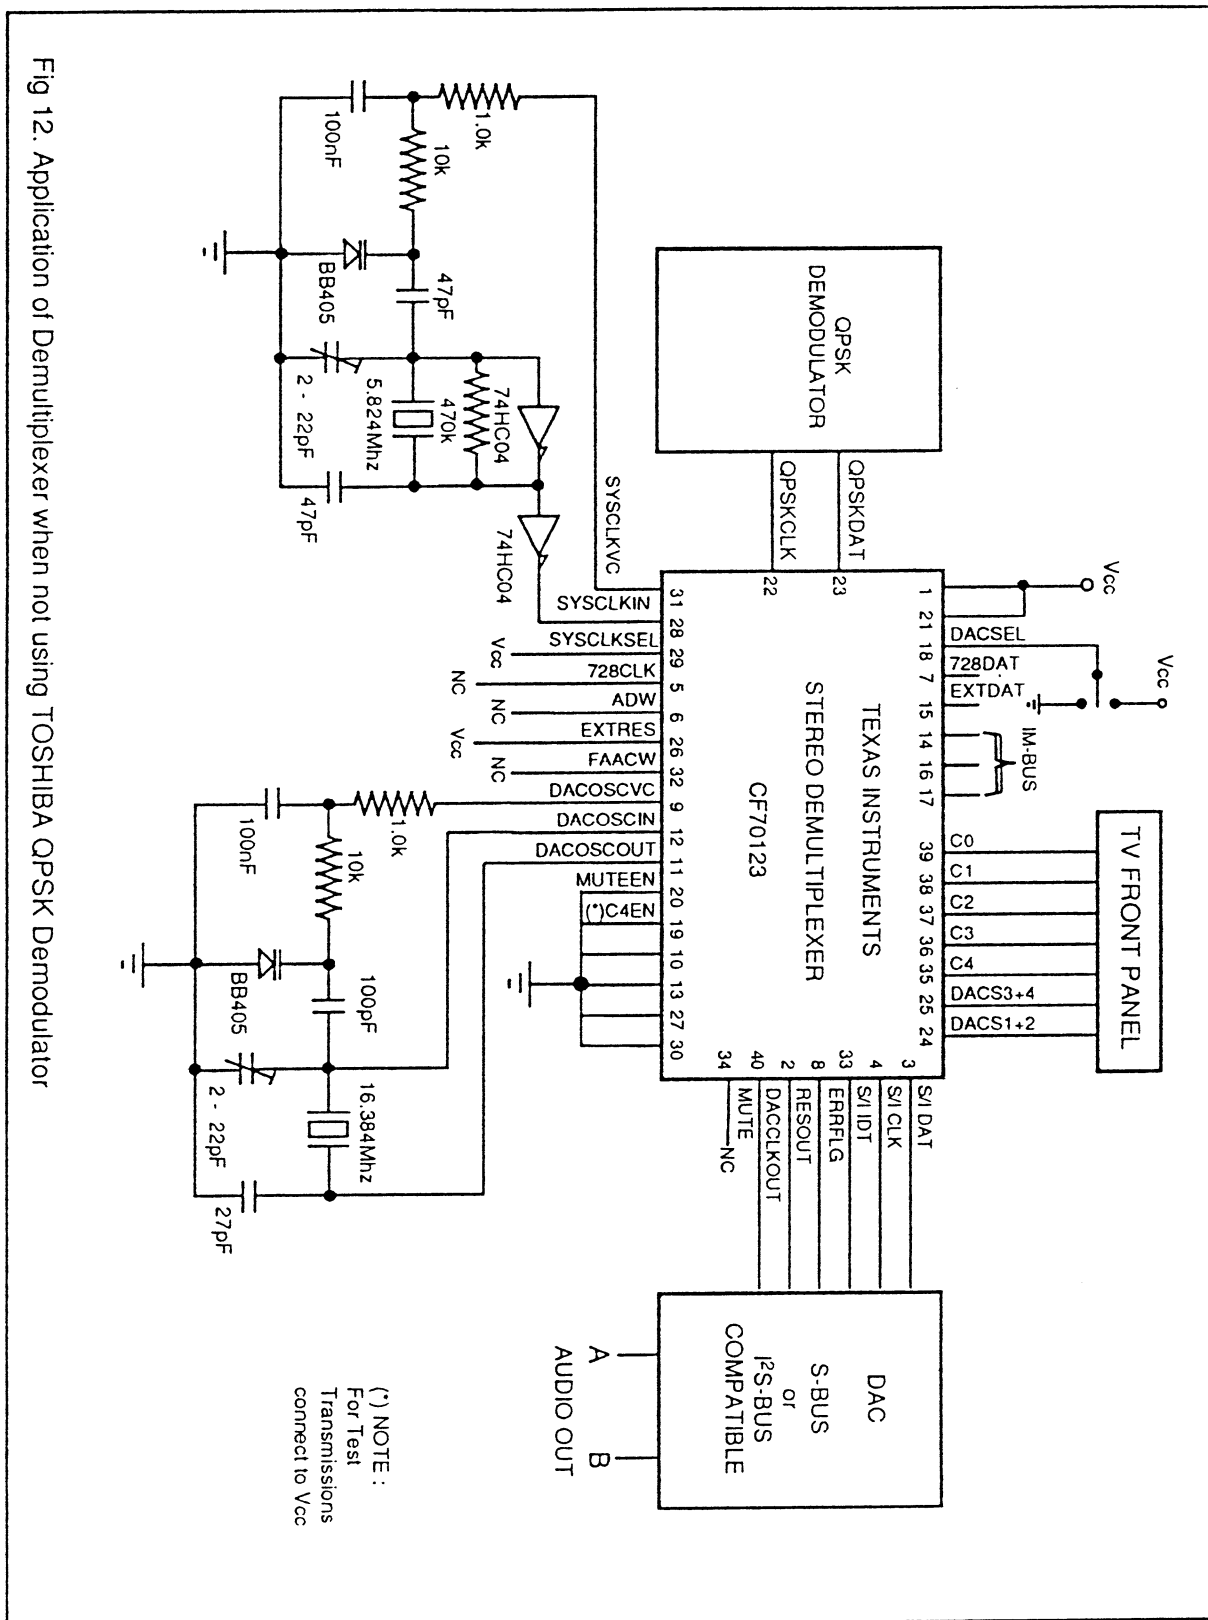 Vcc
Vcc
1
21
DACSEL
18
728DAT
7
EXTDAT
15
14
16
17
IM-BUS
TV FRONT PANEL
C0
39
C1
38
C2
37
C3
36
C4
35
DACS3+4
25
DACS1+2
24
QPSK
DEMODULATOR
QPSKDAT
23
QPSKCLK
22
TEXAS INSTRUMENTS
STEREO DEMULTIPLEXER
CF70123
3
S/I DAT
4
S/I CLK
33
S/I IDT
8
ERRFLG
2
RESOUT
40
DACCLKOUT
34
MUTE
NC
DAC
S-BUS
or
I²S-BUS
COMPATIBLE
A
B
AUDIO OUT
SYSCLKVC
31
SYSCLKIN
28
SYSCLKSEL
29
Vcc
728CLK
5
NC
ADW
6
NC
EXTRES
26
Vcc
FAACW
32
NC
DACOSCVC
9
DACOSCIN
12
DACOSCOUT
11
MUTEEN
20
(*)C4EN
19
10
13
27
30
1.0k
10k
100nF
BB405
47pF
2 - 22pF
5.824Mhz
470k
74HC04
74HC04
47pF
1.0k
10k
100nF
BB405
100pF
2 - 22pF
16.384Mhz
27pF
(*) NOTE :
For Test
Transmissions
connect to Vcc
Fig 12. Application of Demultiplexer when not using TOSHIBA QPSK Demodulator